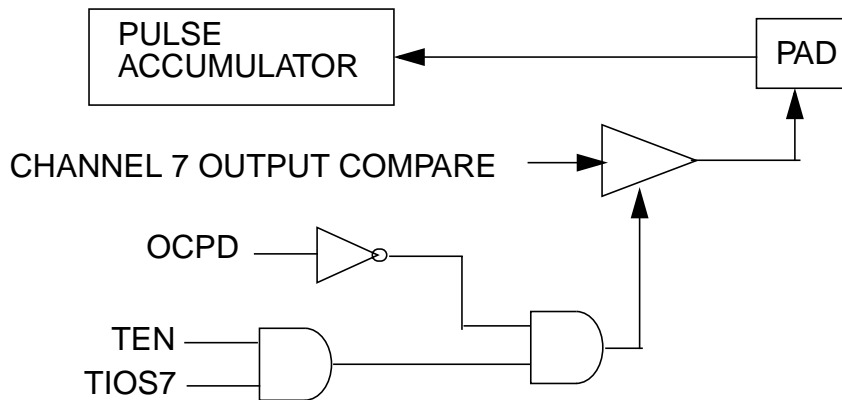 PULSE
ACCUMULATOR
PAD
CHANNEL 7 OUTPUT COMPARE
OCPD
TEN
TIOS7